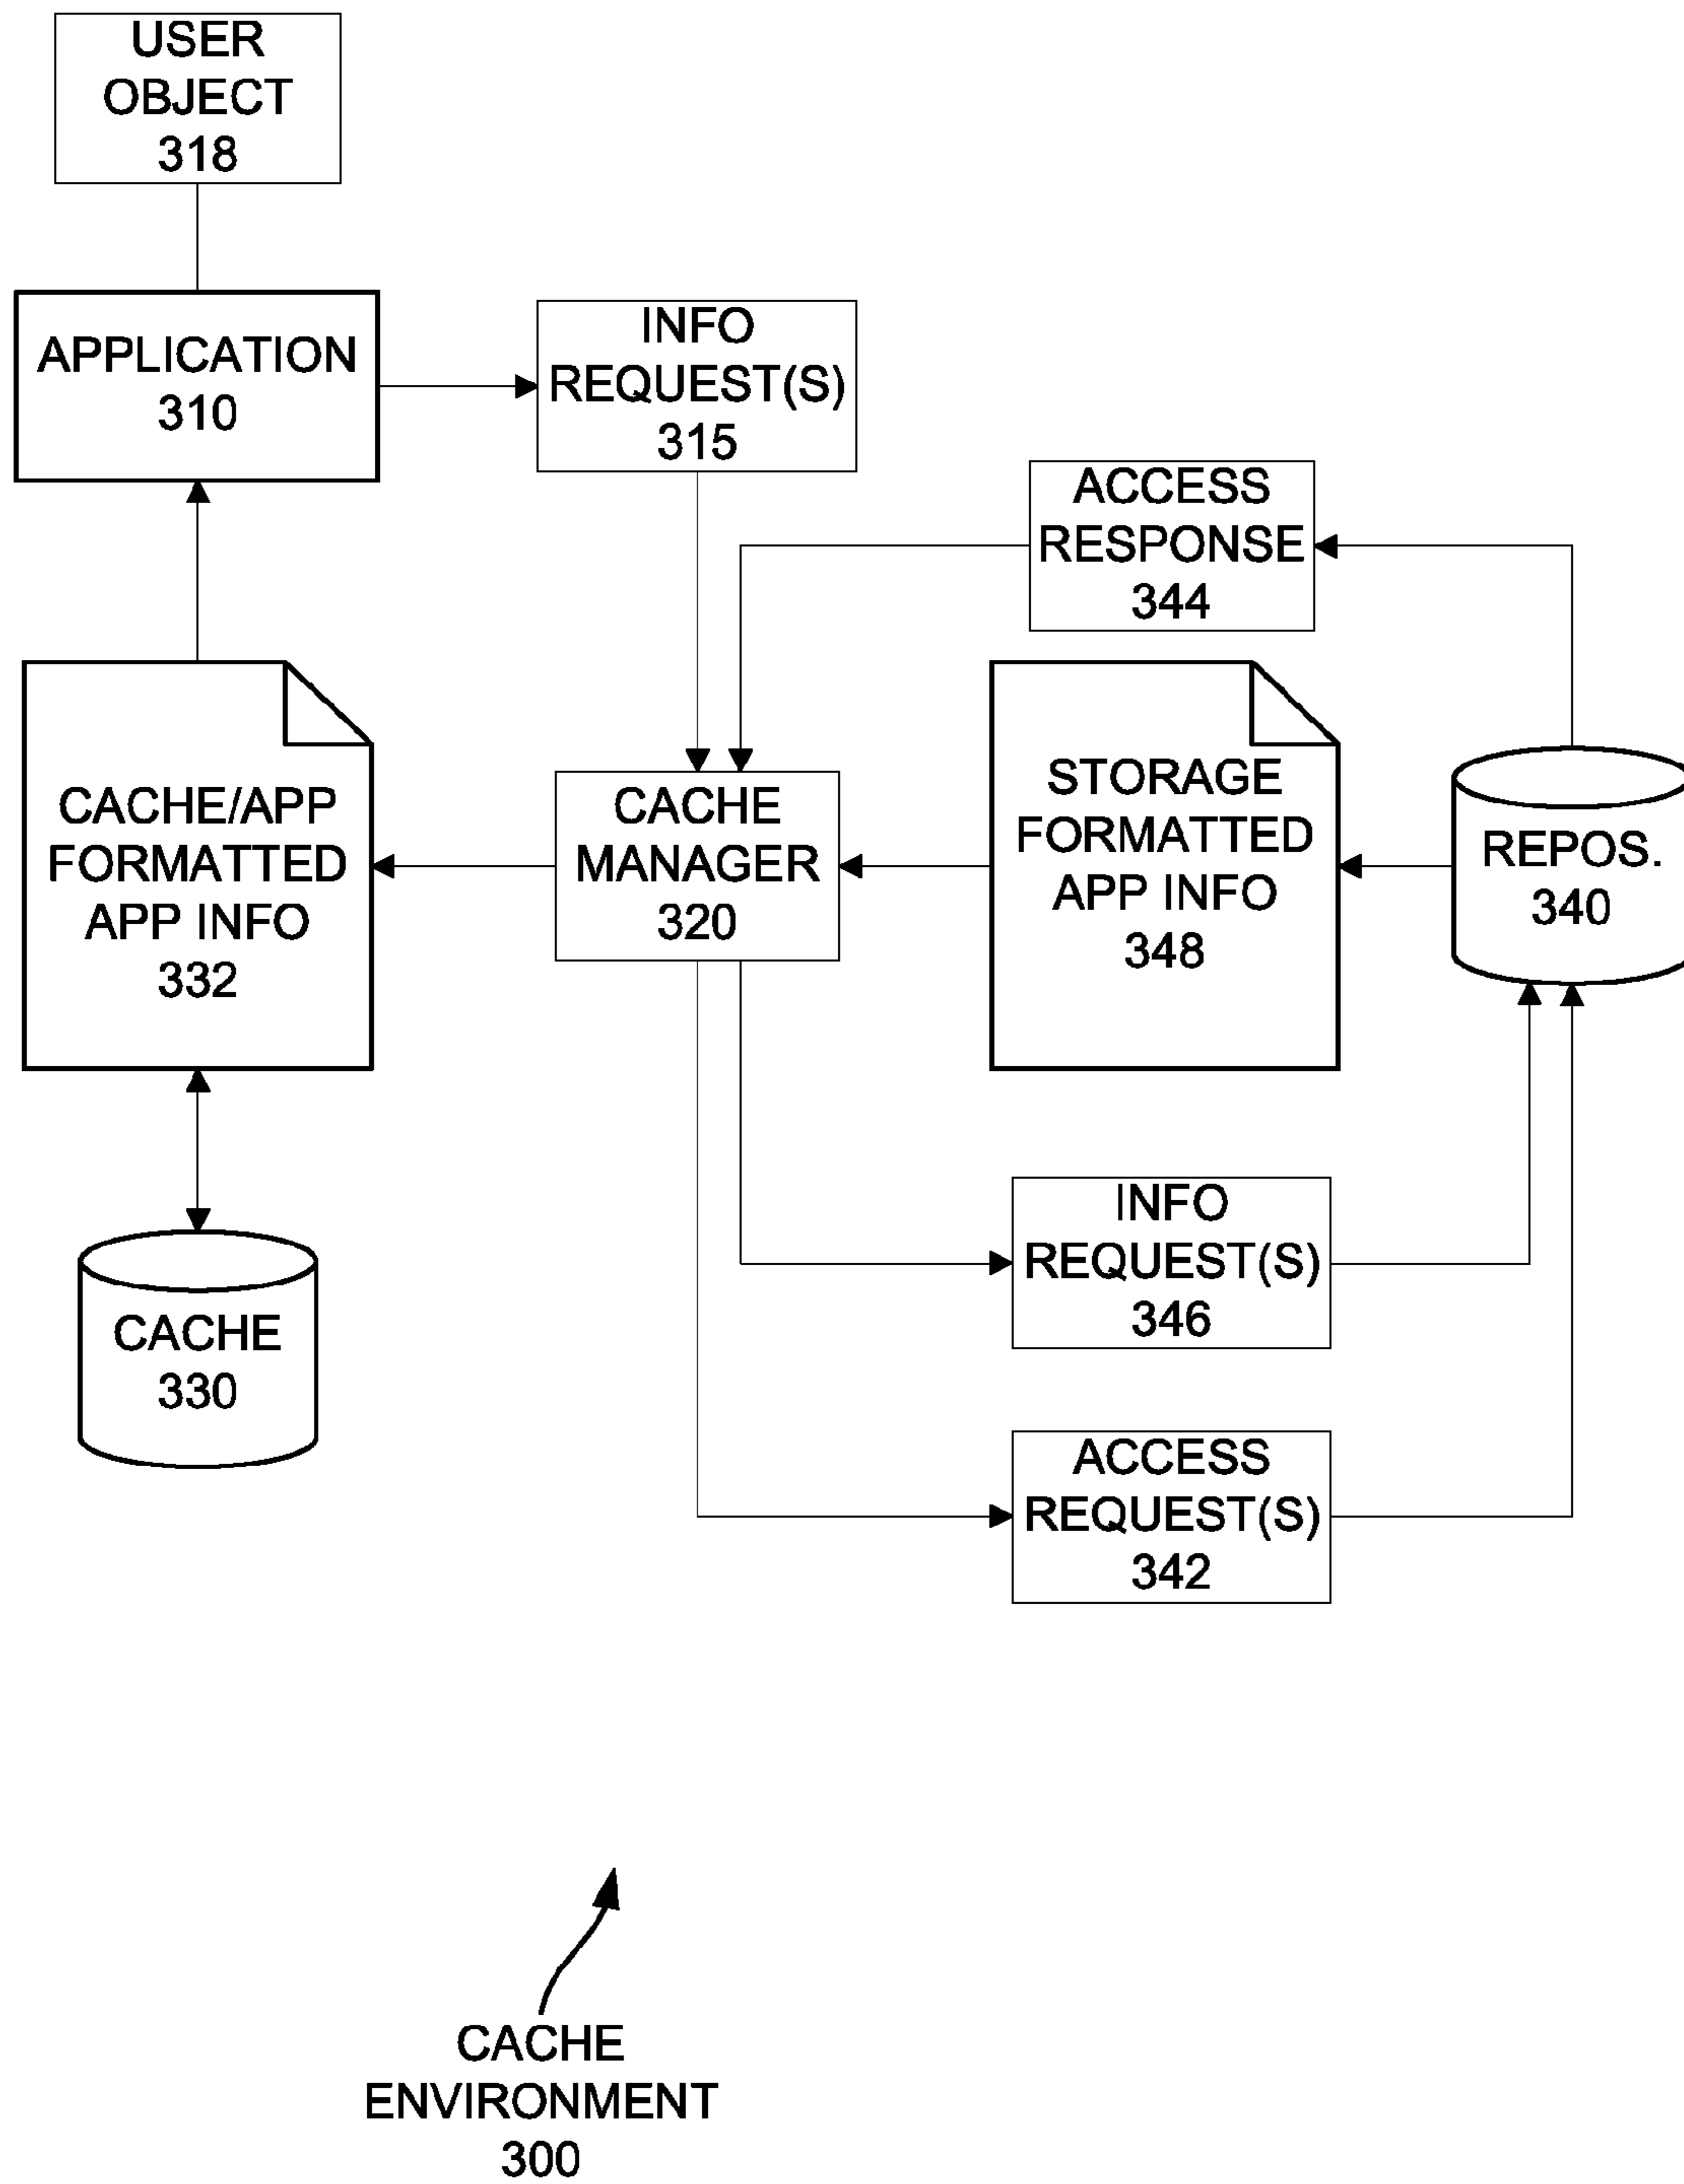 USER
OBJECT
318
APPLICATION
310
INFO
REQUEST(S)
315
ACCESS
RESPONSE
344
CACHE/APP
FORMATTED
APP INFO
332
CACHE
MANAGER
320
STORAGE
FORMATTED
APP INFO
348
REPOS.
340
INFO
REQUEST(S)
346
CACHE
330
ACCESS
REQUEST(S)
342
CACHE
ENVIRONMENT
300